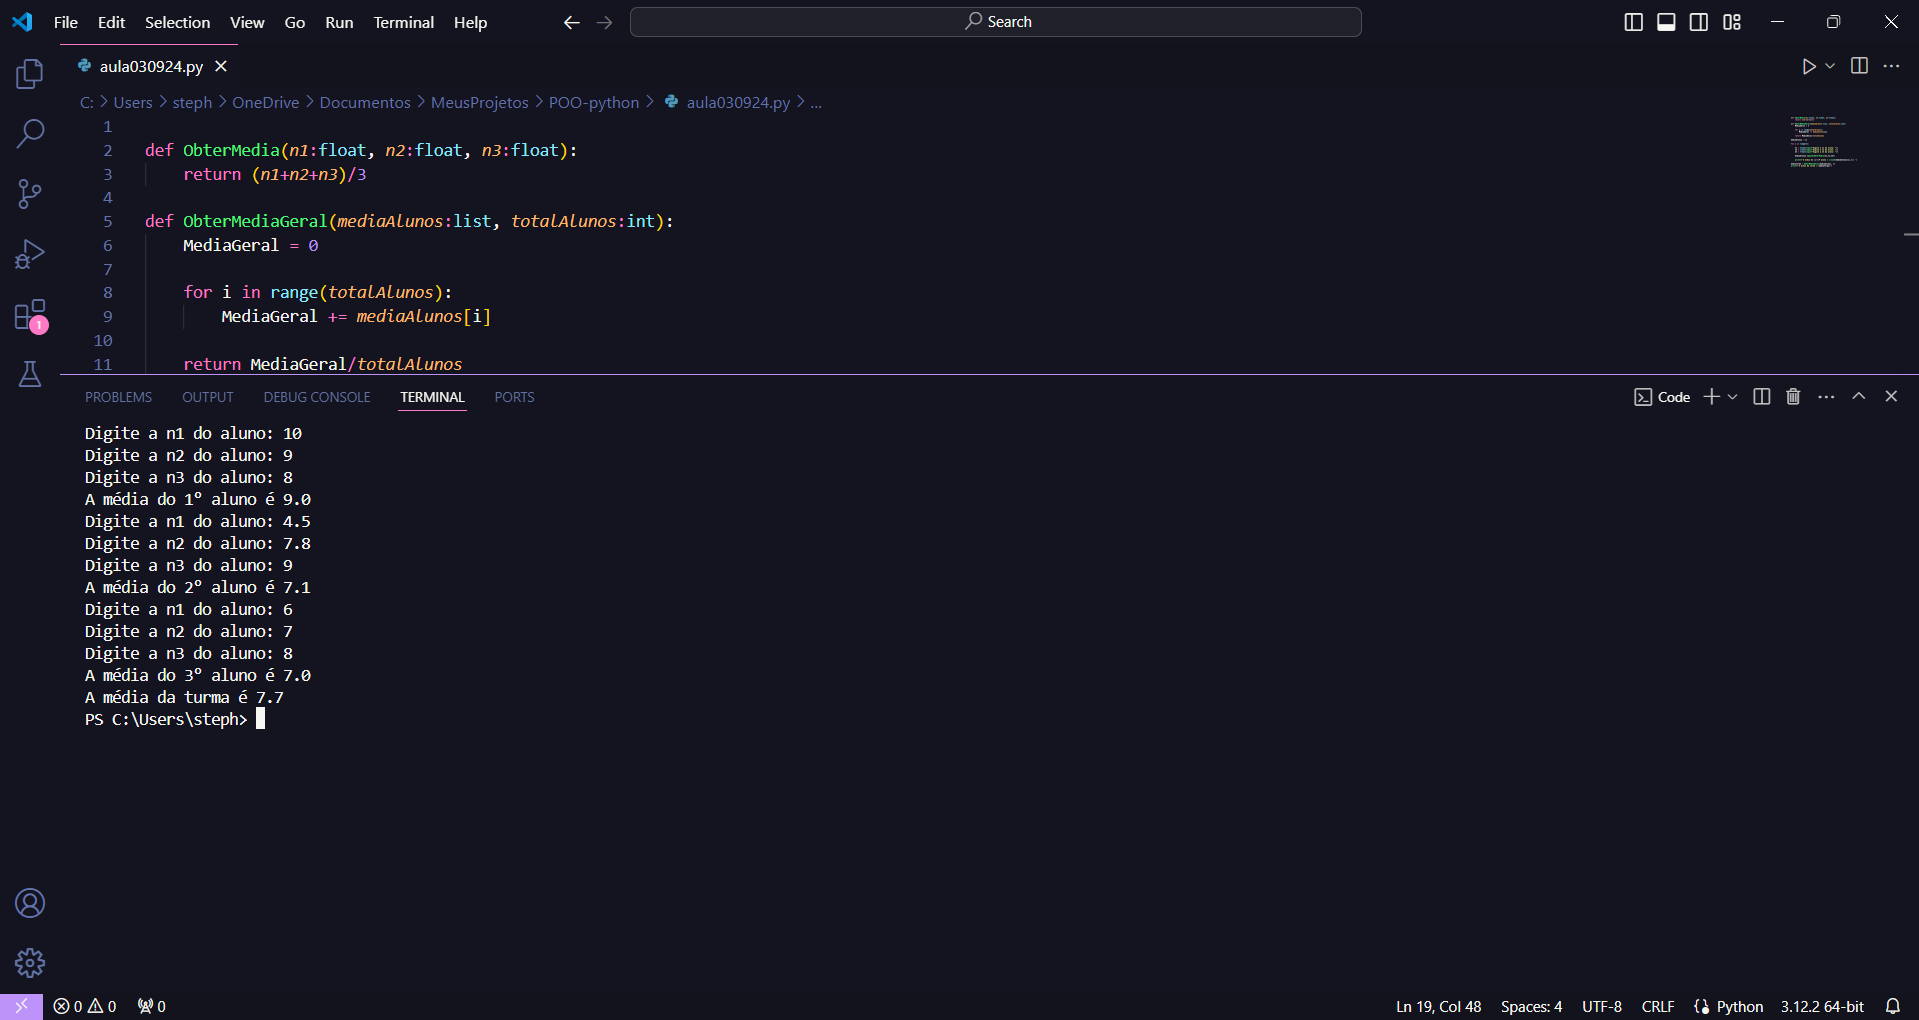 File Edit Selection View Go Run Terminal Help Search
aula030924.py
C: > Users > steph > OneDrive > Documentos > MeusProjetos > POO-python > aula030924.py > ...
1
2 def ObterMedia(n1:float, n2:float, n3:float):
3 return (n1+n2+n3)/3
4
5 def ObterMediaGeral(mediaAlunos:list, totalAlunos:int):
6 MediaGeral = 0
7
8 for i in range(totalAlunos):
9 MediaGeral += mediaAlunos[i]
10
11 return MediaGeral/totalAlunos
1
PROBLEMS OUTPUT DEBUG CONSOLE TERMINAL PORTS Code
Digite a n1 do aluno: 10
Digite a n2 do aluno: 9
Digite a n3 do aluno: 8
A média do 1º aluno é 9.0
Digite a n1 do aluno: 4.5
Digite a n2 do aluno: 7.8
Digite a n3 do aluno: 9
A média do 2º aluno é 7.1
Digite a n1 do aluno: 6
Digite a n2 do aluno: 7
Digite a n3 do aluno: 8
A média do 3º aluno é 7.0
A média da turma é 7.7
PS C:\Users\steph>
0 0 0 Ln 19, Col 48 Spaces: 4 UTF-8 CRLF Python 3.12.2 64-bit